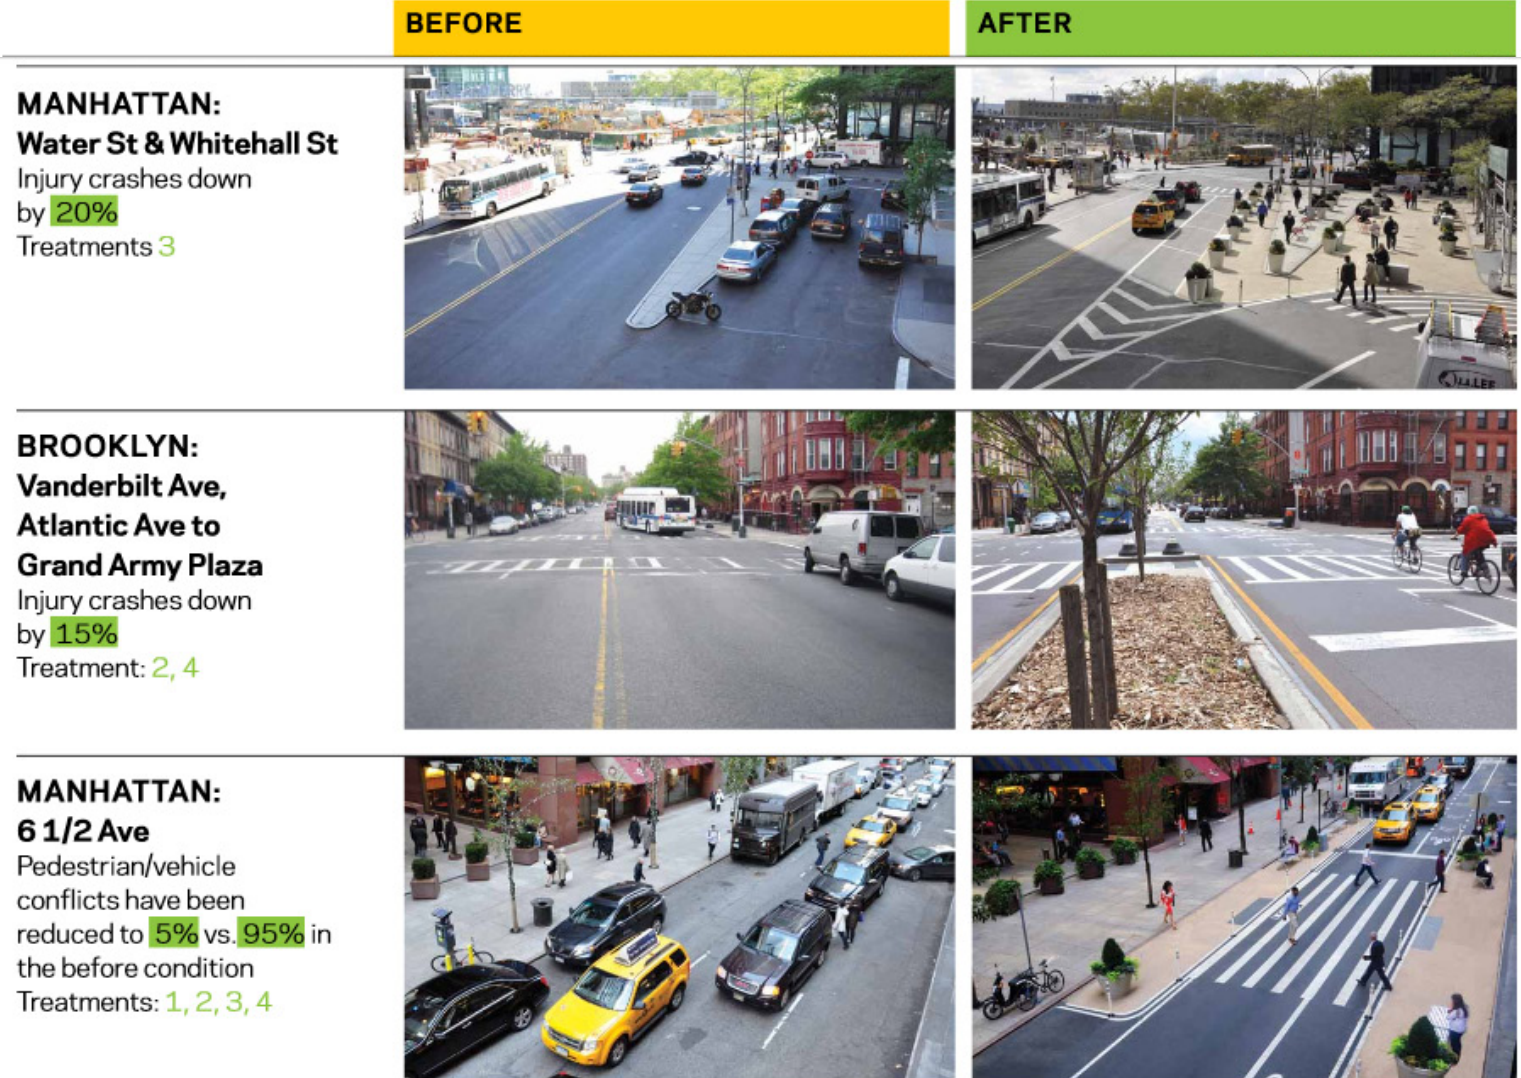 BEFORE
AFTER
MANHATTAN:
Water St & Whitehall St
Injury crashes down
by 20%
Treatments 3
BROOKLYN:
Vanderbilt Ave,
Atlantic Ave to
Grand Army Plaza
Injury crashes down
by 15%
Treatment: 2, 4
MANHATTAN:
6 1/2 Ave
Pedestrian/vehicle
conflicts have been
reduced to 5% vs. 95% in
the before condition
Treatments: 1, 2, 3, 4